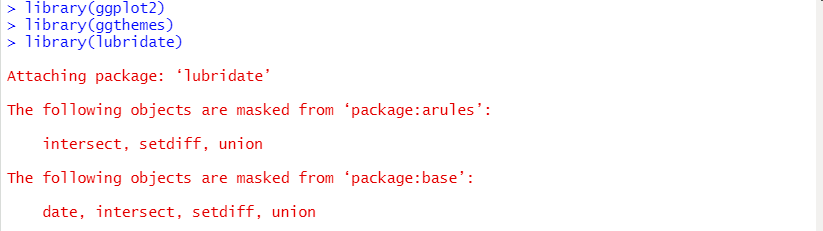 > library(ggplot2)
> library(ggthemes)
> library(lubridate)
Attaching package: ‘lubridate’
The following objects are masked from ‘package:arules’:
intersect, setdiff, union
The following objects are masked from ‘package:base’:
date, intersect, setdiff, union